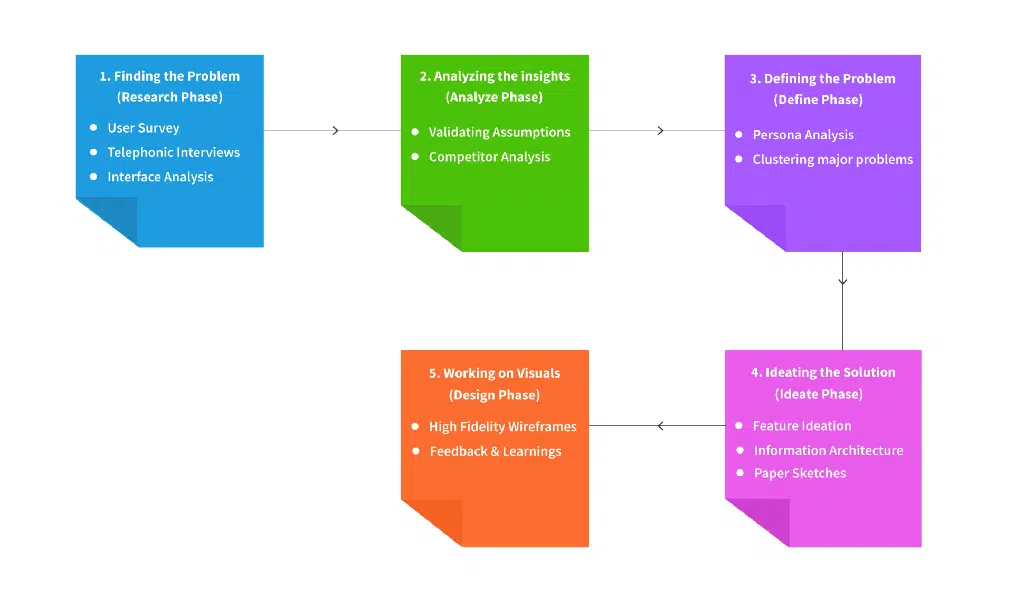 1. Finding the Problem
(Research Phase)
User Survey
Telephonic Interviews
Interface Analysis
2. Analyzing the insights
(Analyze Phase)
Validating Assumptions
Competitor Analysis
3. Defining the Problem
(Define Phase)
Persona Analysis
Clustering major problems
4. Ideating the Solution
(Ideate Phase)
Feature Ideation
Information Architecture
Paper Sketches
5. Working on Visuals
(Design Phase)
High Fidelity Wireframes
Feedback & Learnings